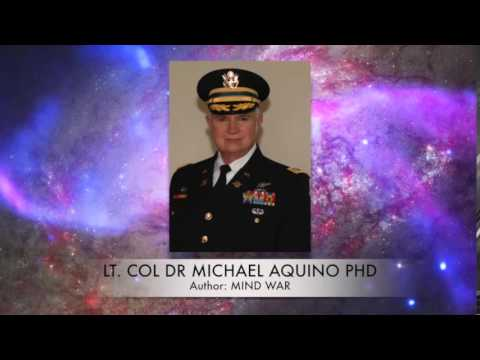 LT. COL DR MICHAEL AQUINO PHD
Author: MIND WAR